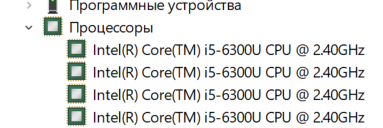 Программные устройства
Процессоры
Intel(R) Core(TM) i5-6300U CPU @ 2.40GHz
Intel(R) Core(TM) i5-6300U CPU @ 2.40GHz
Intel(R) Core(TM) i5-6300U CPU @ 2.40GHz
Intel(R) Core(TM) i5-6300U CPU @ 2.40GHz